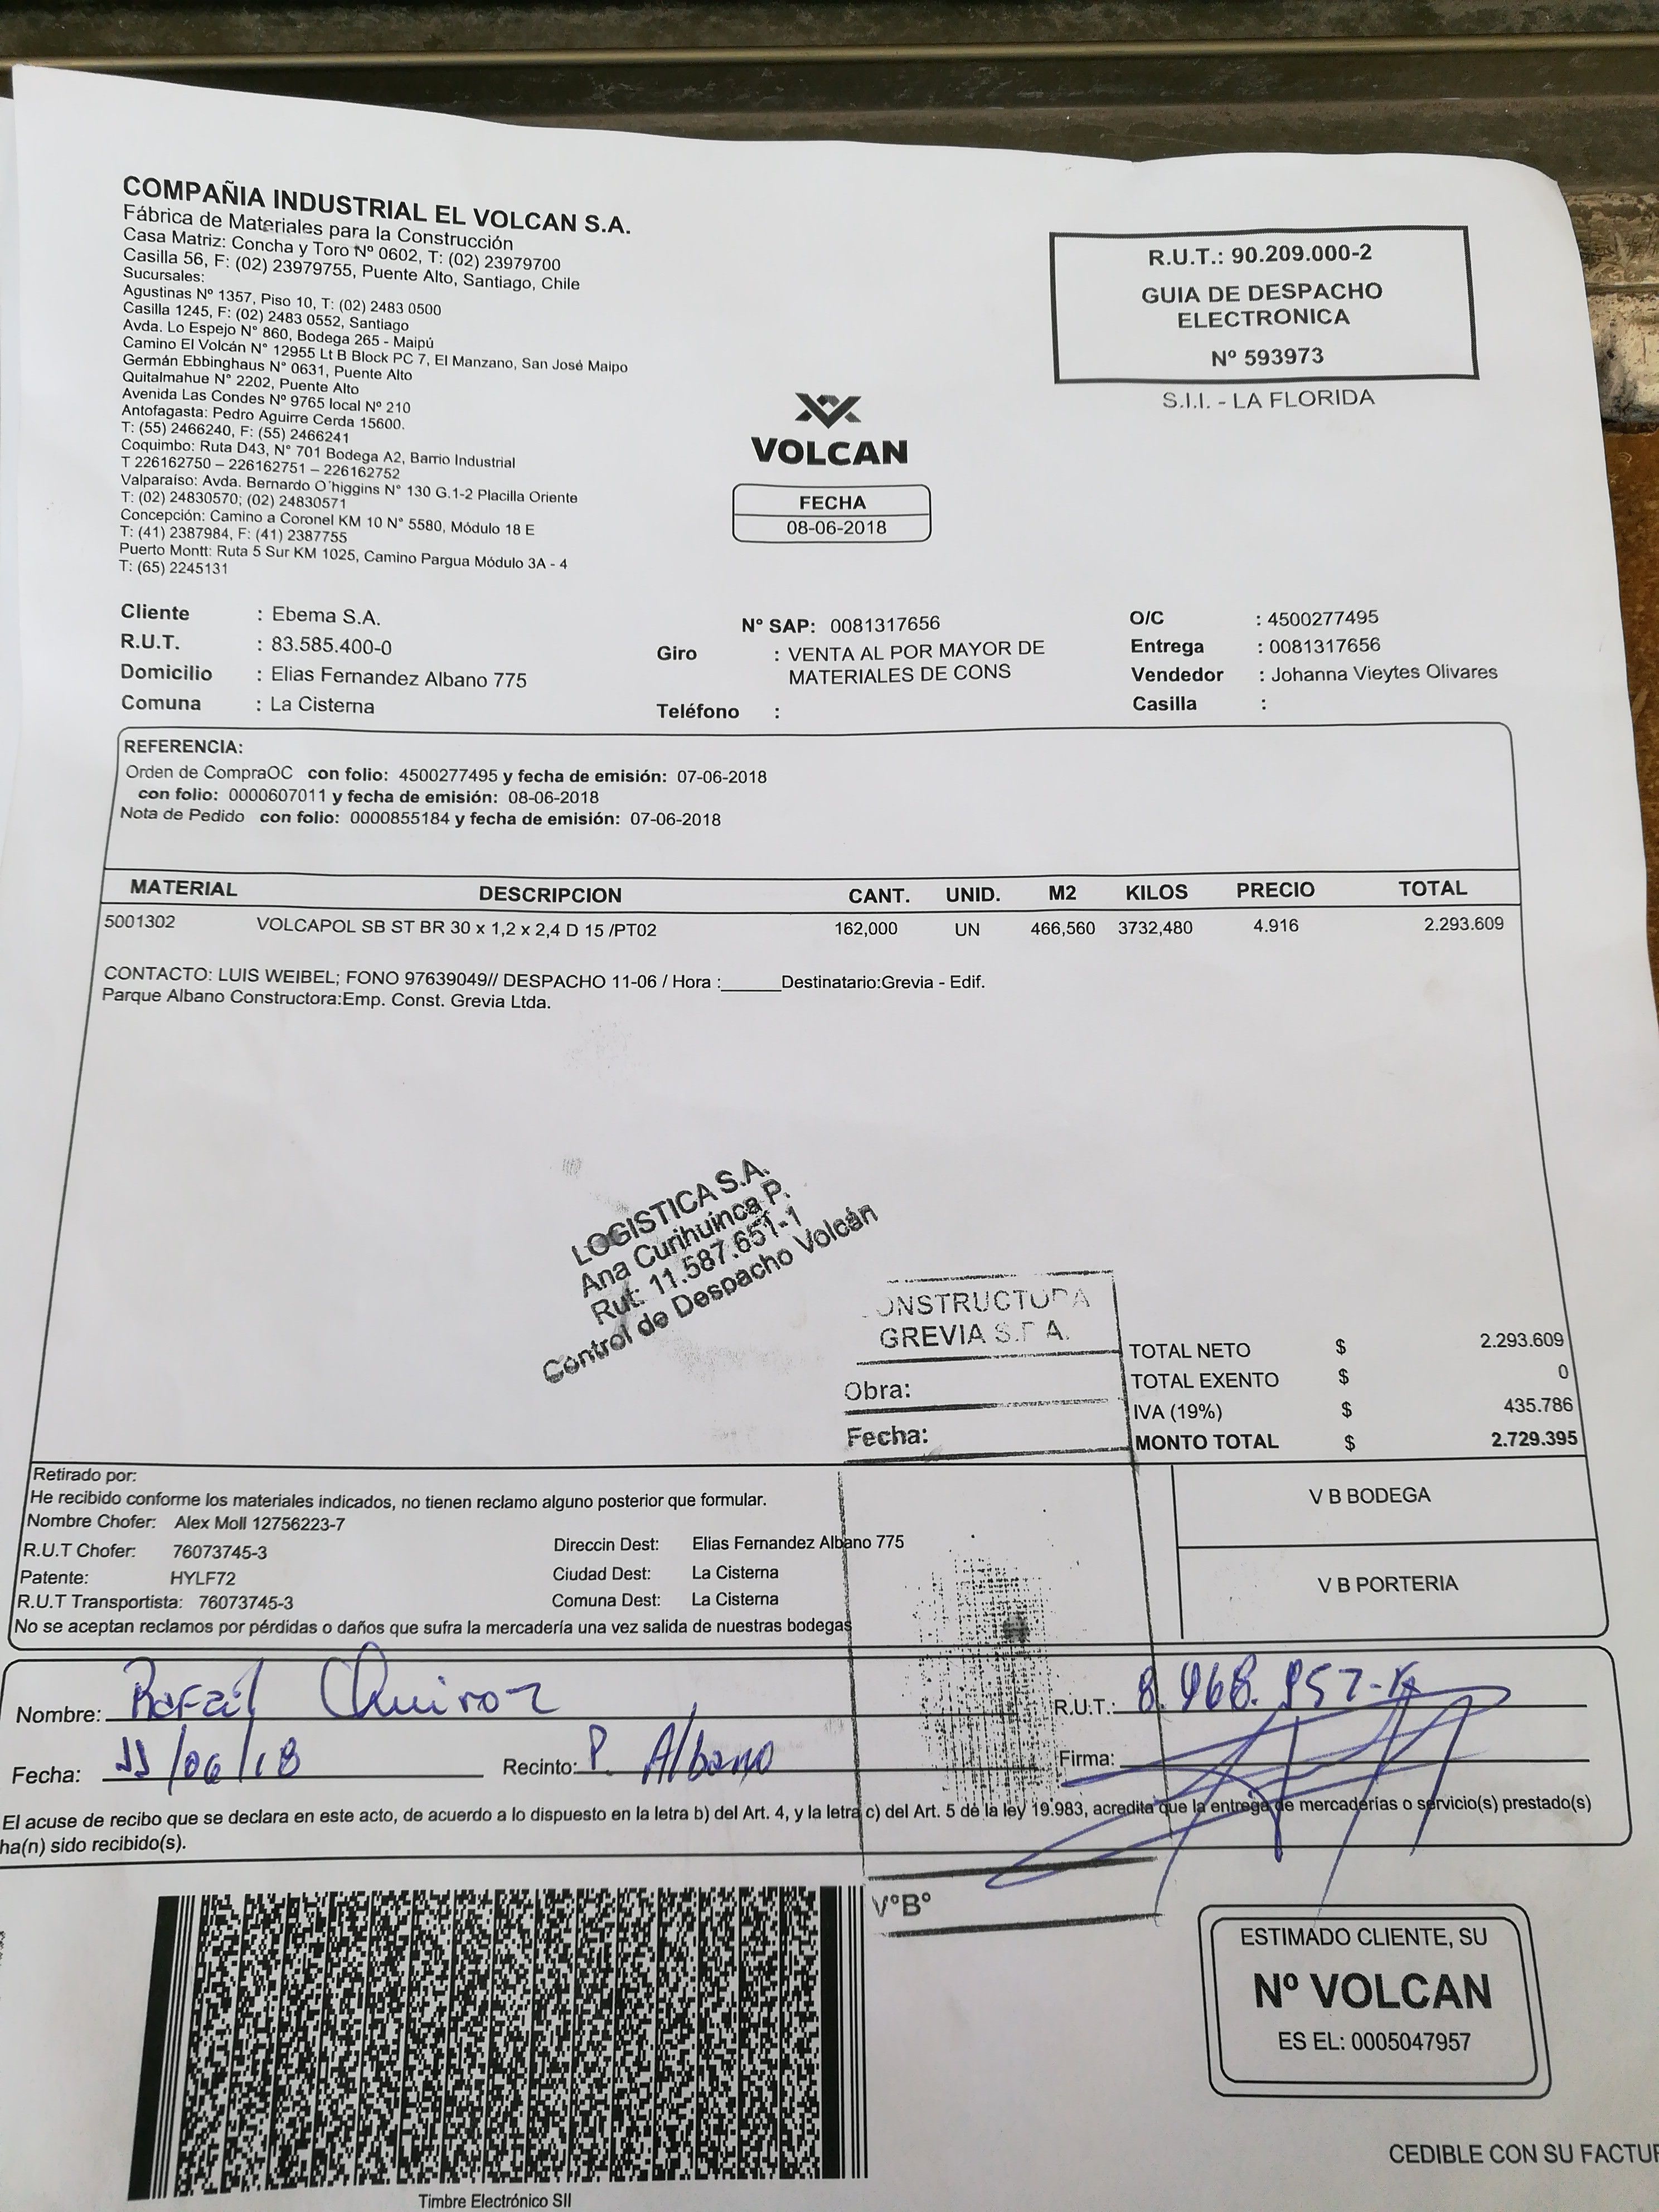 COMPAÑIA INDUSTRIAL EL VOLCAN S.A.
Fábrica de Materiales para la Construcción
Casa Matriz: Concha y Toro Nº 0602, T: (02) 23979700
Casilla 56, F: (02) 23979755, Puente Alto, Santiago, Chile
Sucursales:
Agustinas Nº 1357, Piso 10, T: (02) 2483 0500
Casilla 1245, F: (02) 2483 0552, Santiago
Avda. Lo Espejo N° 860, Bodega 265 - Maipú
Camino El Volcán N° 12955 Lt B Block PC 7, El Manzano, San José Maipo
Germán Ebbinghaus N° 0631, Puente Alto
Quitalmahue N° 2202, Puente Alto
Avenida Las Condes Nº 9765 local Nº 210
Antofagasta: Pedro Aguirre Cerda 15600.
T: (55) 2466240, F: (55) 2466241
Coquimbo: Ruta D43, N° 701 Bodega A2, Barrio Industrial
T 226162750 – 226162751 – 226162752
Valparaíso: Avda. Bernardo O´higgins N° 130 G.1-2 Placilla Oriente
T: (02) 24830570; (02) 24830571
Concepción: Camino a Coronel KM 10 N° 5580, Módulo 18 E
T: (41) 2387984, F: (41) 2387755
Puerto Montt: Ruta 5 Sur KM 1025, Camino Pargua Módulo 3A - 4
T: (65) 2245131
R.U.T.: 90.209.000-2
GUIA DE DESPACHO
ELECTRONICA
Nº 593973
S.I.I. - LA FLORIDA
VOLCAN
FECHA
08-06-2018
Cliente : Ebema S.A.
R.U.T. : 83.585.400-0
Domicilio : Elias Fernandez Albano 775
Comuna : La Cisterna
Nº SAP: 0081317656
Giro : VENTA AL POR MAYOR DE
MATERIALES DE CONS
Teléfono :
O/C : 4500277495
Entrega : 0081317656
Vendedor : Johanna Vieytes Olivares
Casilla :
REFERENCIA:
Orden de CompraOC con folio: 4500277495 y fecha de emisión: 07-06-2018
con folio: 0000607011 y fecha de emisión: 08-06-2018
Nota de Pedido con folio: 0000855184 y fecha de emisión: 07-06-2018
MATERIAL DESCRIPCION CANT. UNID. M2 KILOS PRECIO TOTAL
5001302 VOLCAPOL SB ST BR 30 x 1,2 x 2,4 D 15 /PT02 162,000 UN 466,560 3732,480 4.916 2.293.609
CONTACTO: LUIS WEIBEL; FONO 97639049// DESPACHO 11-06 / Hora :______Destinatario:Grevia - Edif.
Parque Albano Constructora:Emp. Const. Grevia Ltda.
LOGISTICA S.A.
Ana Curihuinca P.
Rut: 11.587.651-1
Control de Despacho Volcán
ONSTRUCTORA
GREVIA S.P.A.
Obra:
Fecha:
TOTAL NETO $ 2.293.609
TOTAL EXENTO $ 0
IVA (19%) $ 435.786
MONTO TOTAL $ 2.729.395
Retirado por:
He recibido conforme los materiales indicados, no tienen reclamo alguno posterior que formular.
Nombre Chofer: Alex Moll 12756223-7
R.U.T Chofer: 76073745-3
Patente: HYLF72
R.U.T Transportista: 76073745-3
Direccin Dest: Elias Fernandez Albano 775
Ciudad Dest: La Cisterna
Comuna Dest: La Cisterna
No se aceptan reclamos por pérdidas o daños que sufra la mercadería una vez salida de nuestras bodegas
V B BODEGA
V B PORTERIA
Nombre: Rafael Quiroz
R.U.T.:
Fecha: 11/06/18
Recinto: P. Albano
Firma:
El acuse de recibo que se declara en este acto, de acuerdo a lo dispuesto en la letra b) del Art. 4, y la letra c) del Art. 5 de la ley 19.983, acredita que la entrega de mercaderías o servicio(s) prestado(s)
ha(n) sido recibido(s).
V°B°
ESTIMADO CLIENTE, SU
Nº VOLCAN
ES EL: 0005047957
CEDIBLE CON SU FACTUR
Timbre Electrónico SII